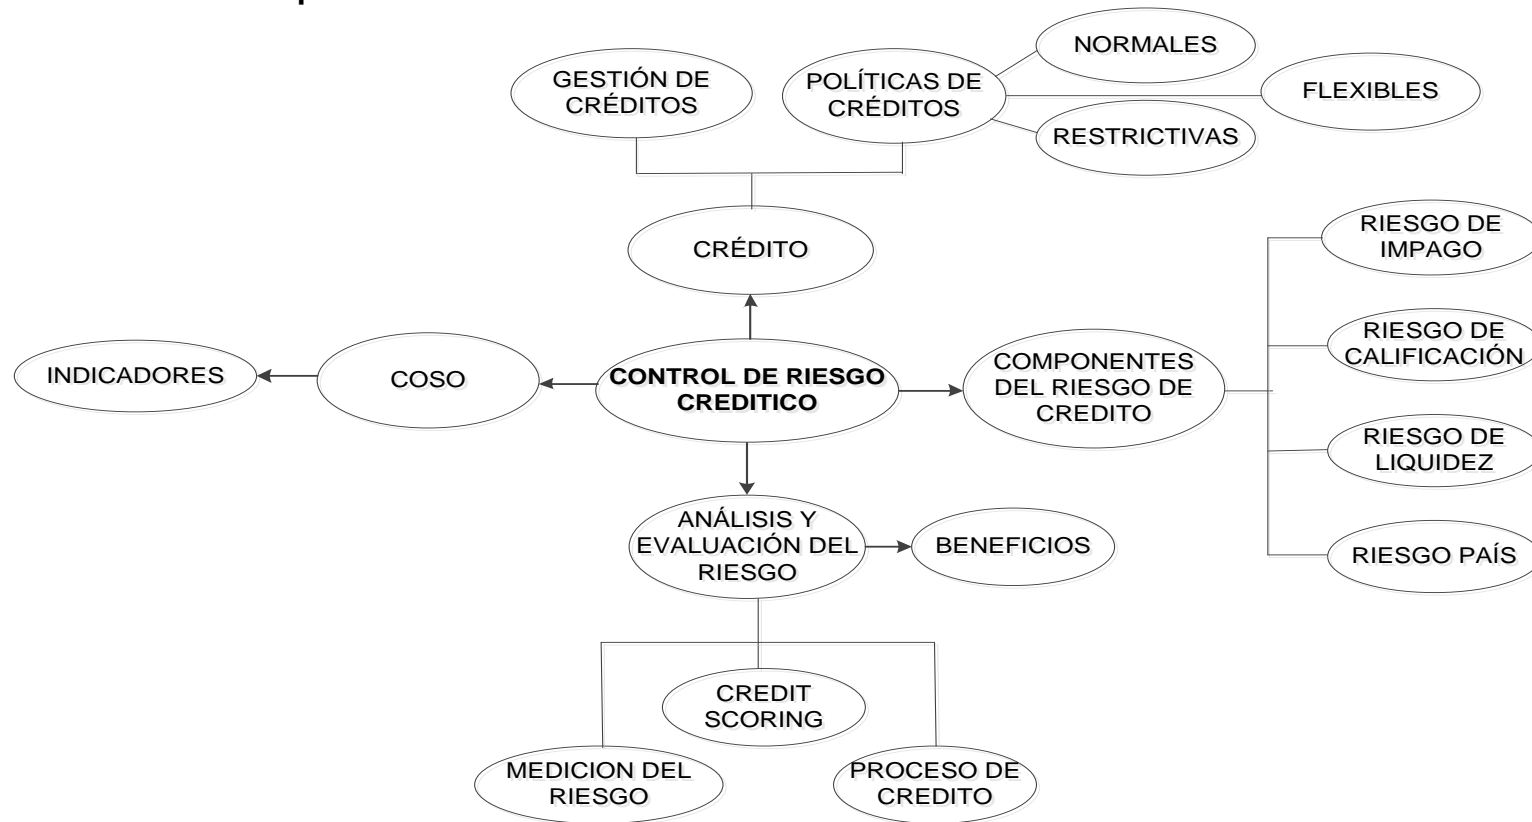 NORMALES
GESTIÓN DE
CRÉDITOS
POLÍTICAS DE
CRÉDITOS
FLEXIBLES
RESTRICTIVAS
CRÉDITO
RIESGO DE
IMPAGO
INDICADORES
COSO
CONTROL DE RIESGO
CREDITICO
COMPONENTES
DEL RIESGO DE
CREDITO
RIESGO DE
CALIFICACIÓN
RIESGO DE
LIQUIDEZ
RIESGO PAÍS
ANÁLISIS Y
EVALUACIÓN DEL
RIESGO
BENEFICIOS
CREDIT
SCORING
MEDICION DEL
RIESGO
PROCESO DE
CREDITO